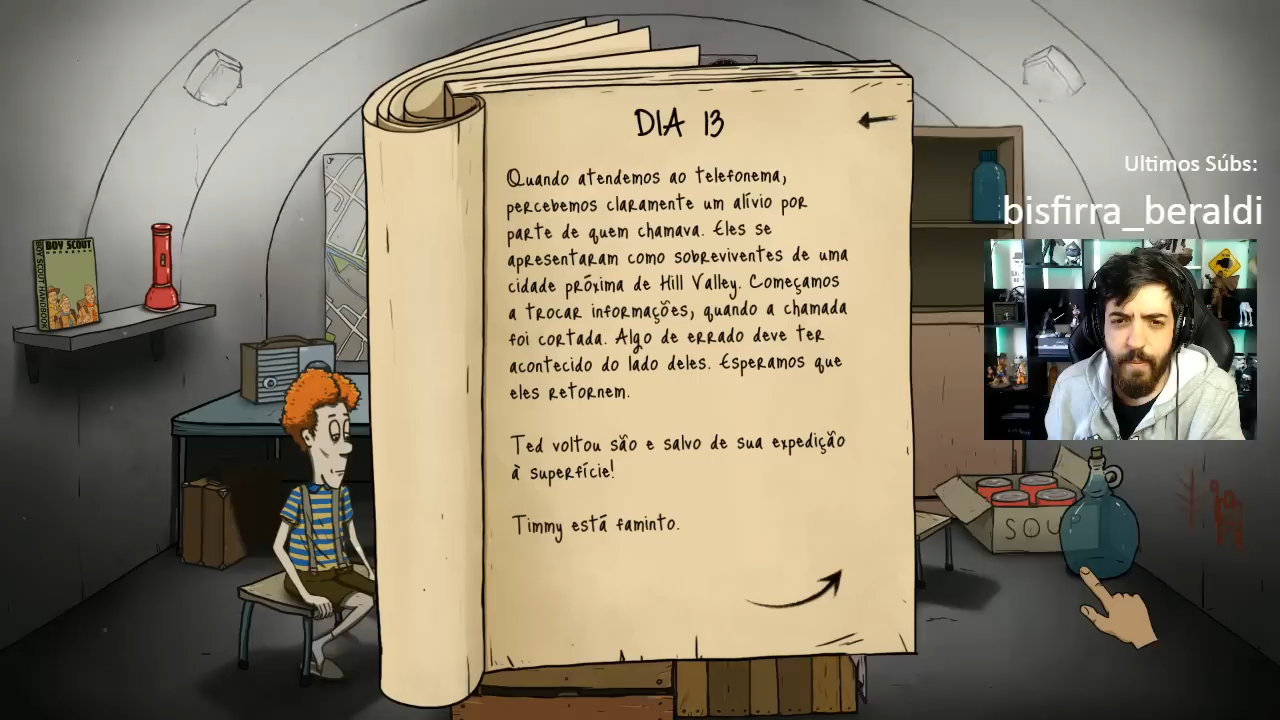 DIA 13
Quando atendemos ao telefonema,
percebemos claramente um alívio por
parte de quem chamava. Eles se
apresentaram como sobreviventes de uma
cidade próxima de Hill Valley. Começamos
a trocar informações, quando a chamada
foi cortada. Algo de errado deve ter
acontecido do lado deles. Esperamos que
eles retornem.
Ted voltou são e salvo de sua expedição
à superfície!
Timmy está faminto.
BOY SCOUT
BOY SCOUT HANDBOOK
SOUP
Ultimos Súbs:
bisfirra_beraldi